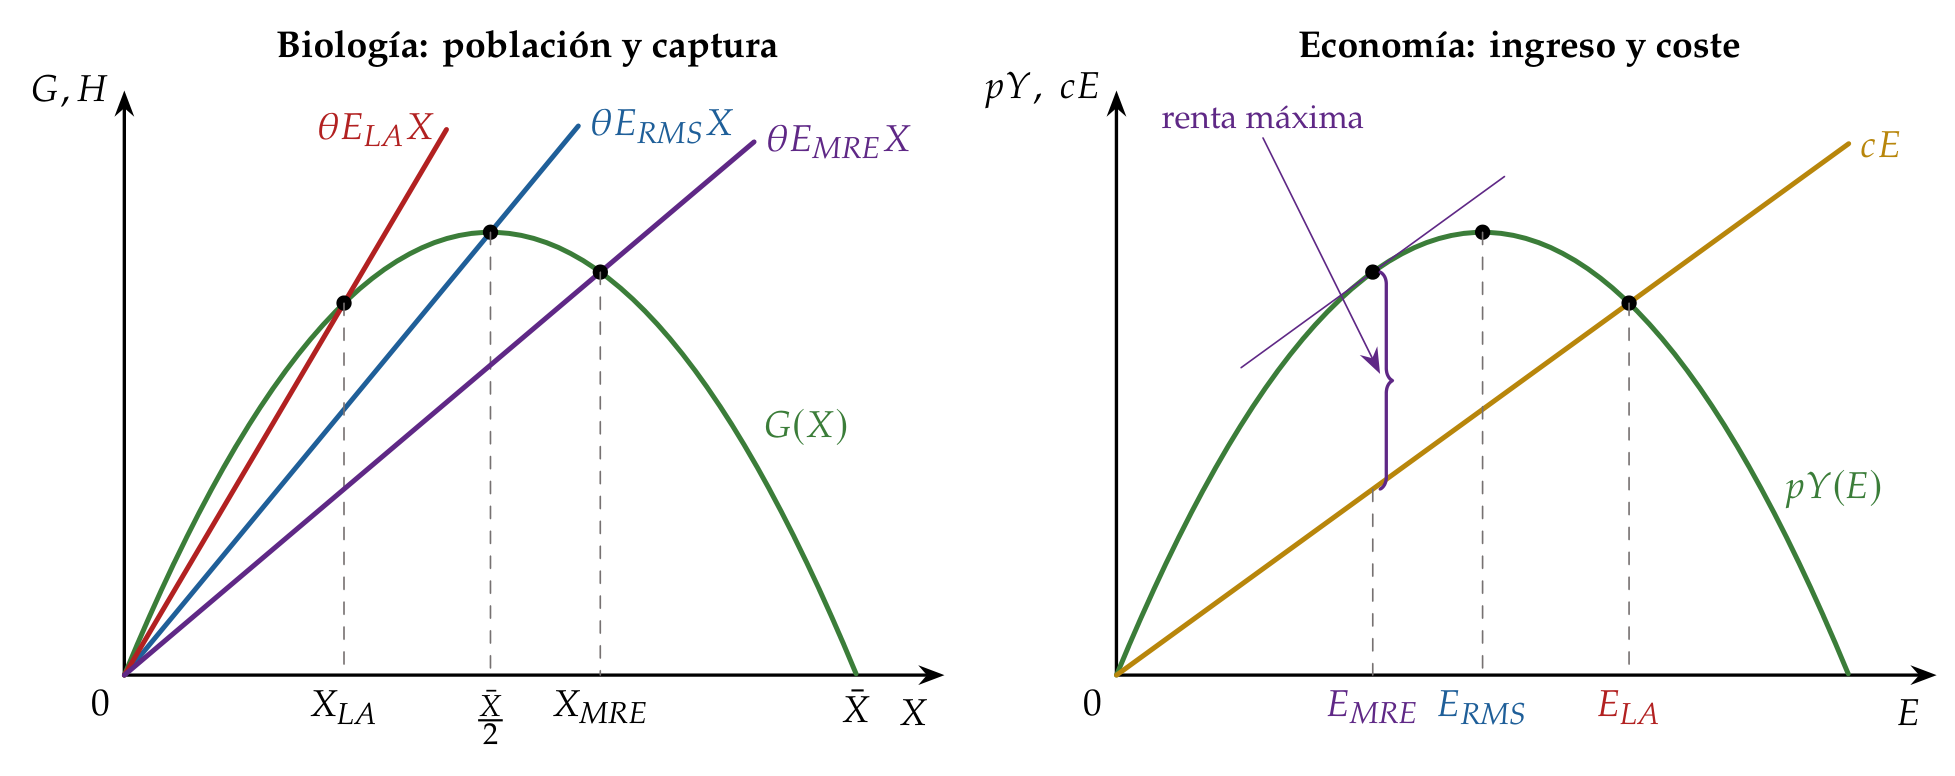 Biología: población y captura
G, H
θE_{LA}X
θE_{RMS}X
θE_{MRE}X
G(X)
0
X_{LA}
X̄/2
X_{MRE}
X̄
X
Economía: ingreso y coste
pY, cE
renta máxima
cE
pY(E)
0
E_{MRE}
E_{RMS}
E_{LA}
E